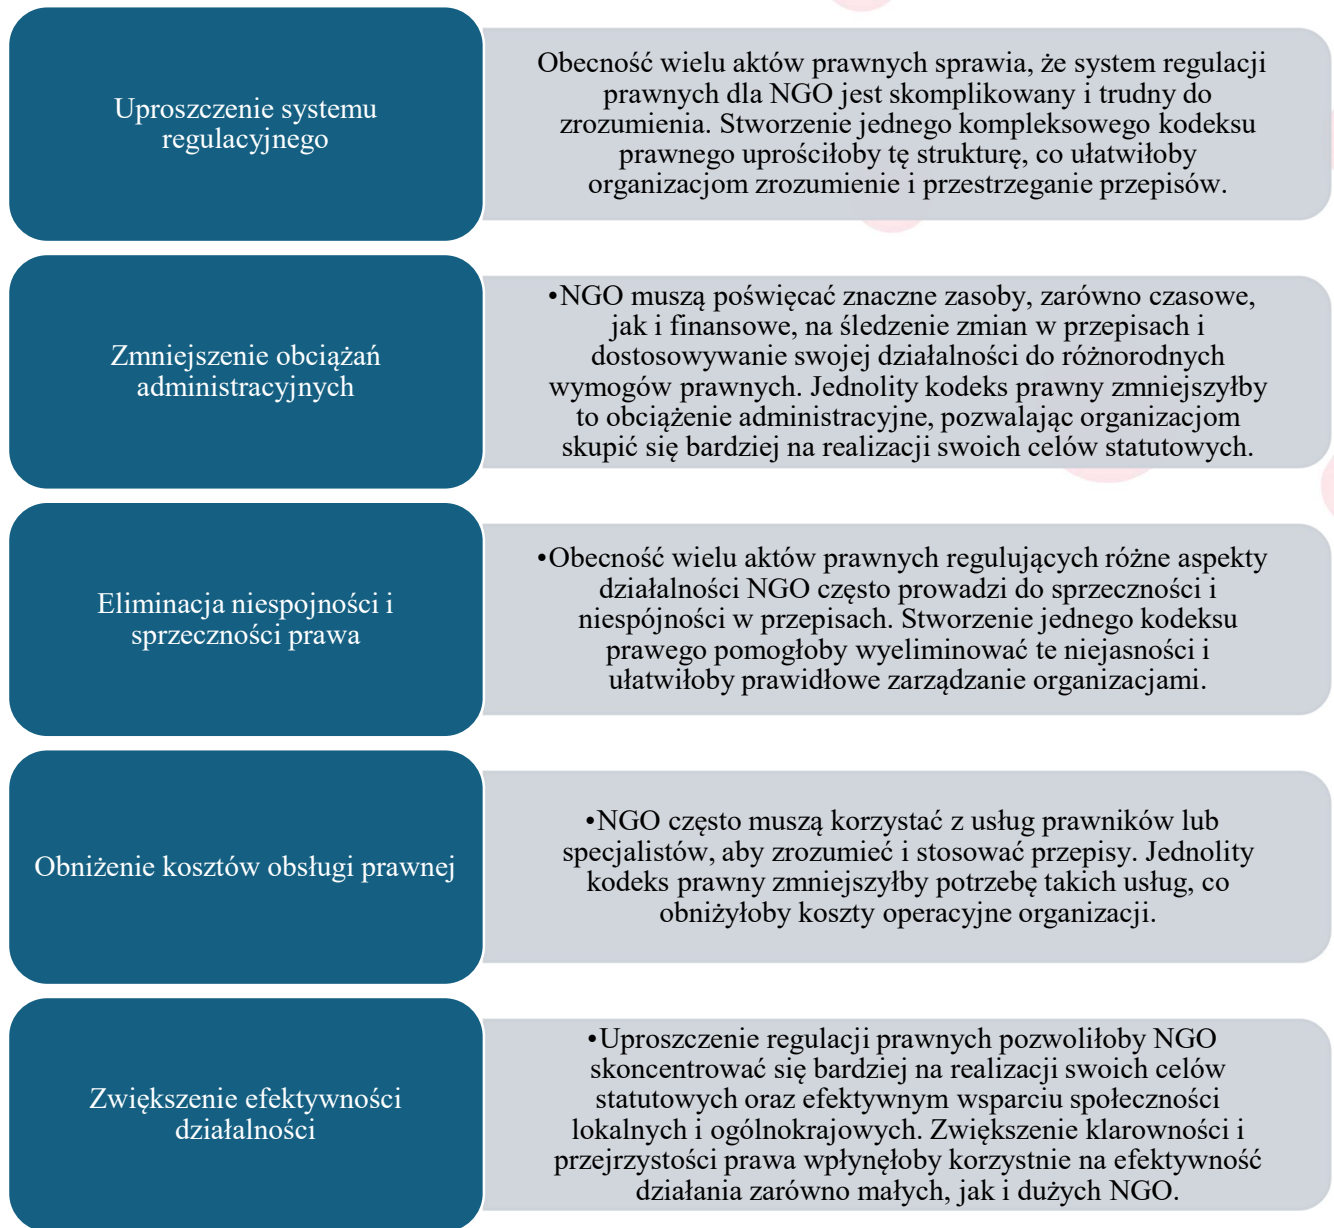 Uproszczenie systemu
regulacyjnego
Obecność wielu aktów prawnych sprawia, że system regulacji
prawnych dla NGO jest skomplikowany i trudny do
zrozumienia. Stworzenie jednego kompleksowego kodeksu
prawnego uprościłoby tę strukturę, co ułatwiłoby
organizacjom zrozumienie i przestrzeganie przepisów.
Zmniejszenie obciążań
administracyjnych
•NGO muszą poświęcać znaczne zasoby, zarówno czasowe,
jak i finansowe, na śledzenie zmian w przepisach i
dostosowywanie swojej działalności do różnorodnych
wymogów prawnych. Jednolity kodeks prawny zmniejszyłby
to obciążenie administracyjne, pozwalając organizacjom
skupić się bardziej na realizacji swoich celów statutowych.
Eliminacja niespojności i
sprzeczności prawa
•Obecność wielu aktów prawnych regulujących różne aspekty
działalności NGO często prowadzi do sprzeczności i
niespójności w przepisach. Stworzenie jednego kodeksu
prawego pomogłoby wyeliminować te niejasności i
ułatwiłoby prawidłowe zarządzanie organizacjami.
Obniżenie kosztów obsługi prawnej
•NGO często muszą korzystać z usług prawników lub
specjalistów, aby zrozumieć i stosować przepisy. Jednolity
kodeks prawny zmniejszyłby potrzebę takich usług, co
obniżyłoby koszty operacyjne organizacji.
Zwiększenie efektywności
działalności
•Uproszczenie regulacji prawnych pozwoliłoby NGO
skoncentrować się bardziej na realizacji swoich celów
statutowych oraz efektywnym wsparciu społeczności
lokalnych i ogólnokrajowych. Zwiększenie klarowności i
przejrzystości prawa wpłynęłoby korzystnie na efektywność
działania zarówno małych, jak i dużych NGO.